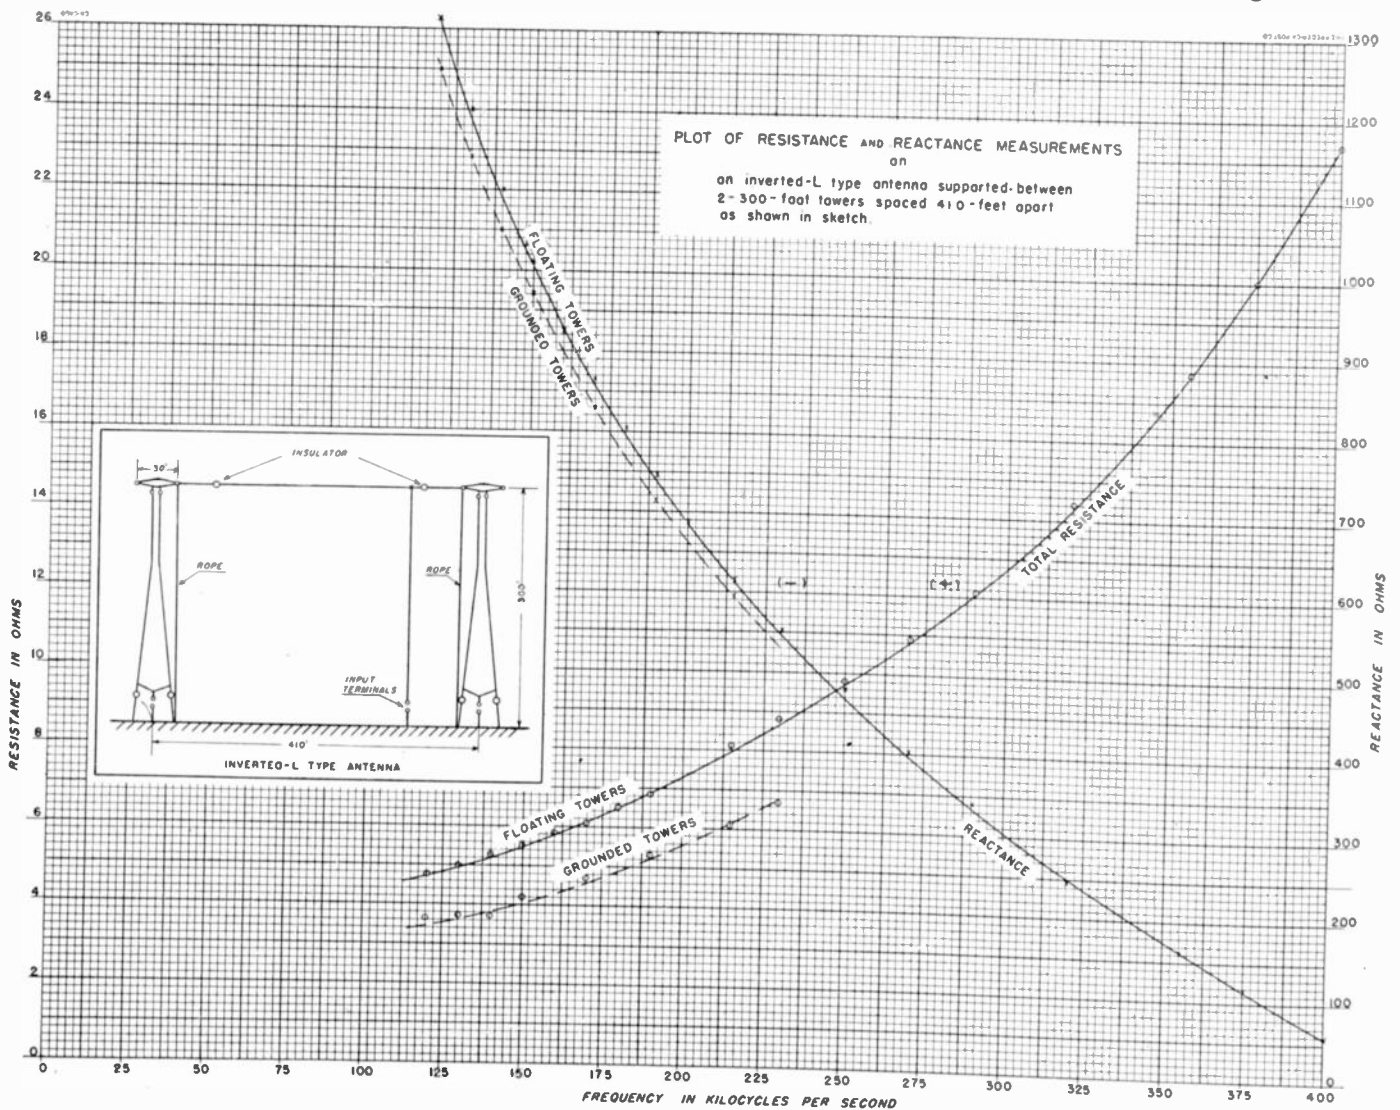 PLOT OF RESISTANCE AND REACTANCE MEASUREMENTS
on
an inverted-L type antenna supported between
2-300-foot towers spaced 410-feet apart
as shown in sketch.
26
24
22
20
18
16
14
12
10
8
6
4
2
0
RESISTANCE IN OHMS
1300
1200
1100
1000
900
800
700
600
500
400
300
200
100
0
REACTANCE IN OHMS
FLOATING TOWERS
GROUNDED TOWERS
(-)
(+)
TOTAL RESISTANCE
FLOATING TOWERS
GROUNDED TOWERS
REACTANCE
30'
INSULATOR
ROPE
ROPE
300'
INPUT
TERMINALS
410'
INVERTED-L TYPE ANTENNA
0 25 50 75 100 125 150 175 200 225 250 275 300 325 350 375 400
FREQUENCY IN KILOCYCLES PER SECOND